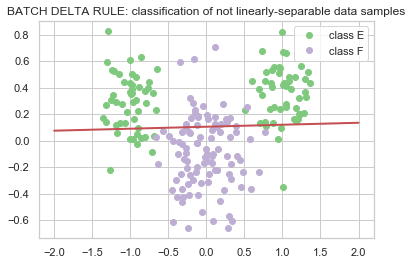 BATCH DELTA RULE: classification of not linearly-separable data samples
class E
class F
0.8
0.6
0.4
0.2
0.0
−0.2
−0.4
−0.6
−2.0 −1.5 −1.0 −0.5 0.0 0.5 1.0 1.5 2.0